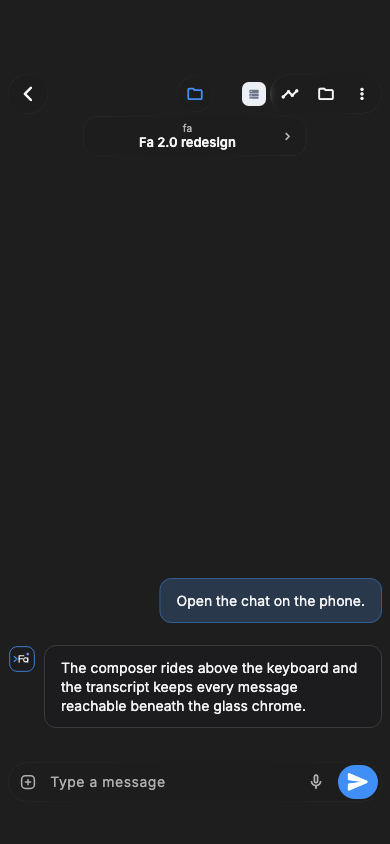 fa
Fa 2.0 redesign
Open the chat on the phone.
>Fa
The composer rides above the keyboard and
the transcript keeps every message
reachable beneath the glass chrome.
Type a message